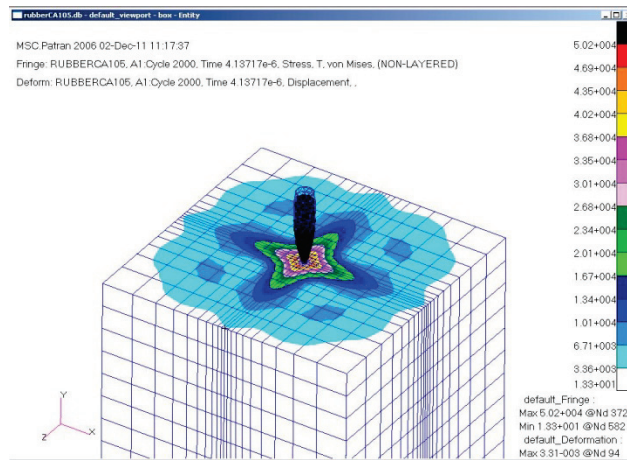 rubberCA105.db - default_viewport - box - Entity
MSC.Patran 2006 02-Dec-11 11:17:37
Fringe: RUBBERCA105, A1:Cycle 2000, Time 4.13717e-6, Stress, T, von Mises, (NON-LAYERED)
Deform: RUBBERCA105, A1:Cycle 2000, Time 4.13717e-6, Displacement, ,
5.02+004
4.69+004
4.35+004
4.02+004
3.68+004
3.35+004
3.01+004
2.68+004
2.34+004
2.01+004
1.67+004
1.34+004
1.01+004
6.71+003
3.36+003
1.33+001
default_Fringe :
Max 5.02+004 @Nd 372
Min 1.33+001 @Nd 582
default_Deformation :
Max 3.31-003 @Nd 94
Y
Z
X